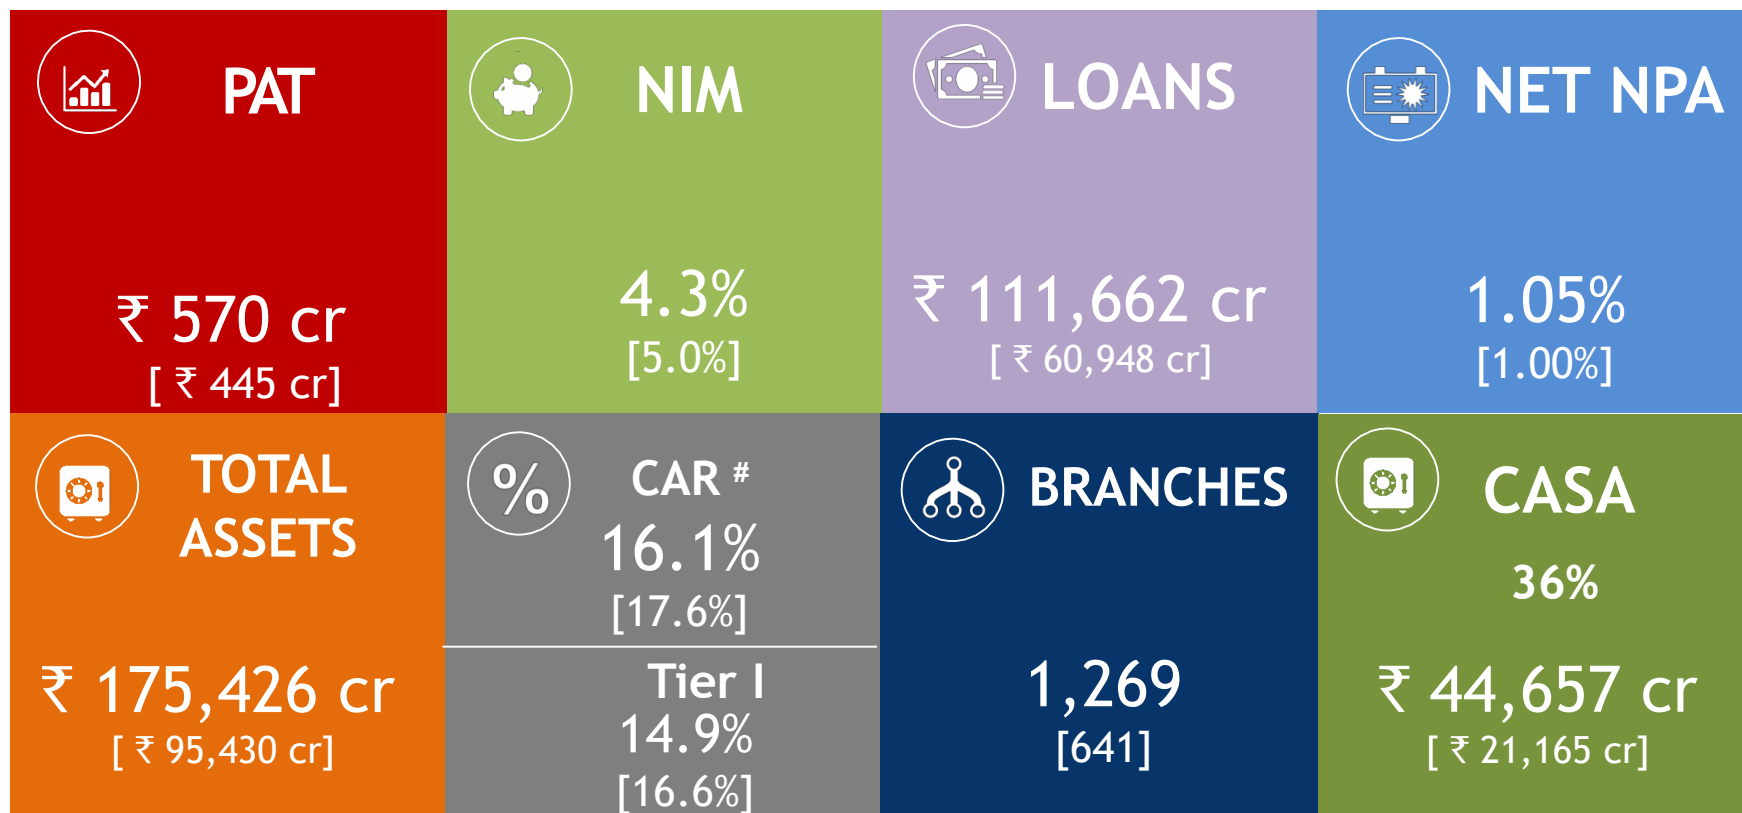 PAT
₹ 570 cr
[ ₹ 445 cr]
NIM
4.3%
[5.0%]
LOANS
₹ 111,662 cr
[ ₹ 60,948 cr]
NET NPA
1.05%
[1.00%]
TOTAL
ASSETS
₹ 175,426 cr
[ ₹ 95,430 cr]
%
CAR #
16.1%
[17.6%]
Tier I
14.9%
[16.6%]
BRANCHES
1,269
[641]
CASA
36%
₹ 44,657 cr
[ ₹ 21,165 cr]